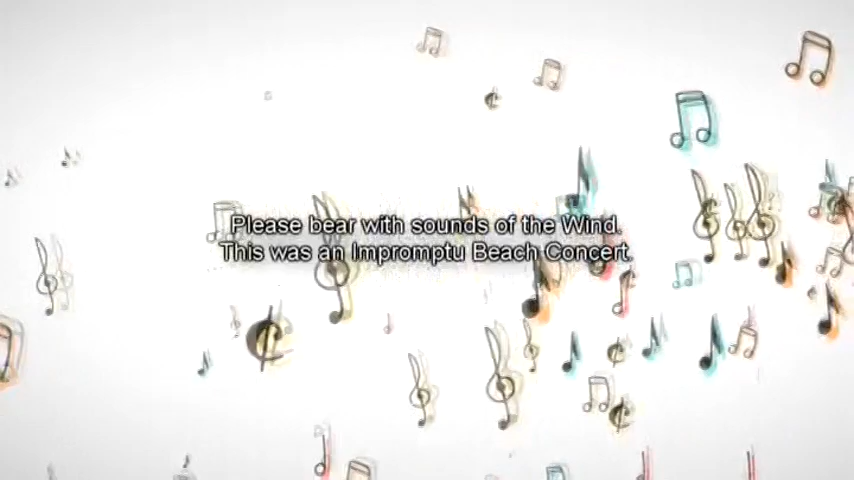 Please bear with sounds of the Wind
This was an Impromptu Beach Concert.